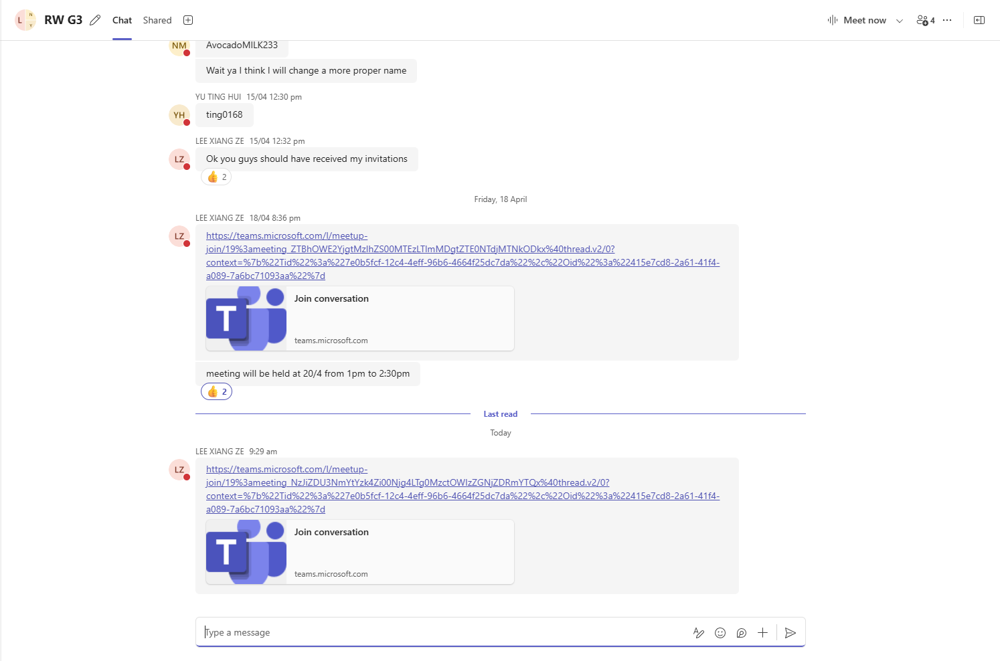 L N Y RW G3 Chat Shared Meet now 4
NM AvocadoMILK233
Wait ya I think I will change a more proper name
YU TING HUI 15/04 12:30 pm
YH ting0168
LEE XIANG ZE 15/04 12:32 pm
LZ Ok you guys should have received my invitations
👍 2
Friday, 18 April
LEE XIANG ZE 18/04 8:36 pm
LZ https://teams.microsoft.com/l/meetup-
join/19%3ameeting_ZTBhOWE2YjgtMzlhZS00MTEzLTlmMDgtZTE0NTdjMTNkODkx%40thread.v2/0?
context=%7b%22Tid%22%3a%227e0b5fcf-12c4-4eff-96b6-4664f25dc7da%22%2c%22Oid%22%3a%22415e7cd8-2a61-41f4-
a089-7a6bc71093aa%22%7d
Join conversation
T
teams.microsoft.com
meeting will be held at 20/4 from 1pm to 2:30pm
👍 2
Last read
Today
LEE XIANG ZE 9:29 am
LZ https://teams.microsoft.com/l/meetup-
join/19%3ameeting_NzJiZDU3NmYtYzk4Zi00Njg4LTg0MzctOWIzZGNjZDRmYTQx%40thread.v2/0?
context=%7b%22Tid%22%3a%227e0b5fcf-12c4-4eff-96b6-4664f25dc7da%22%2c%22Oid%22%3a%22415e7cd8-2a61-41f4-
a089-7a6bc71093aa%22%7d
Join conversation
T
teams.microsoft.com
Type a message